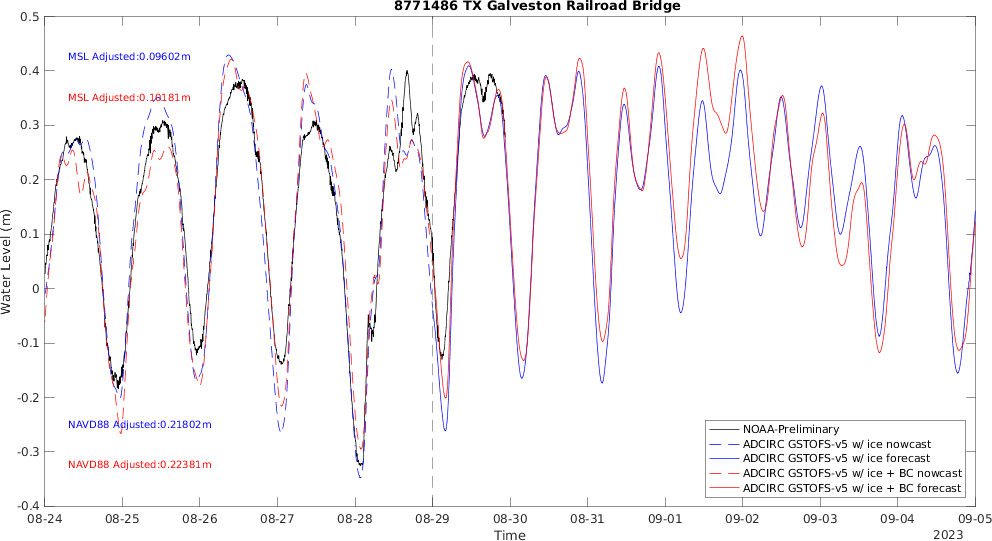 8771486 TX Galveston Railroad Bridge
0.5
0.4
0.3
0.2
0.1
0
-0.1
-0.2
-0.3
-0.4
Water Level (m)
MSL Adjusted:0.09602m
MSL Adjusted:0.18181m
NAVD88 Adjusted:0.21802m
NAVD88 Adjusted:0.22381m
NOAA-Preliminary
ADCIRC GSTOFS-v5 w/ ice nowcast
ADCIRC GSTOFS-v5 w/ ice forecast
ADCIRC GSTOFS-v5 w/ ice + BC nowcast
ADCIRC GSTOFS-v5 w/ ice + BC forecast
08-24 08-25 08-26 08-27 08-28 08-29 08-30 08-31 09-01 09-02 09-03 09-04 09-05
Time
2023